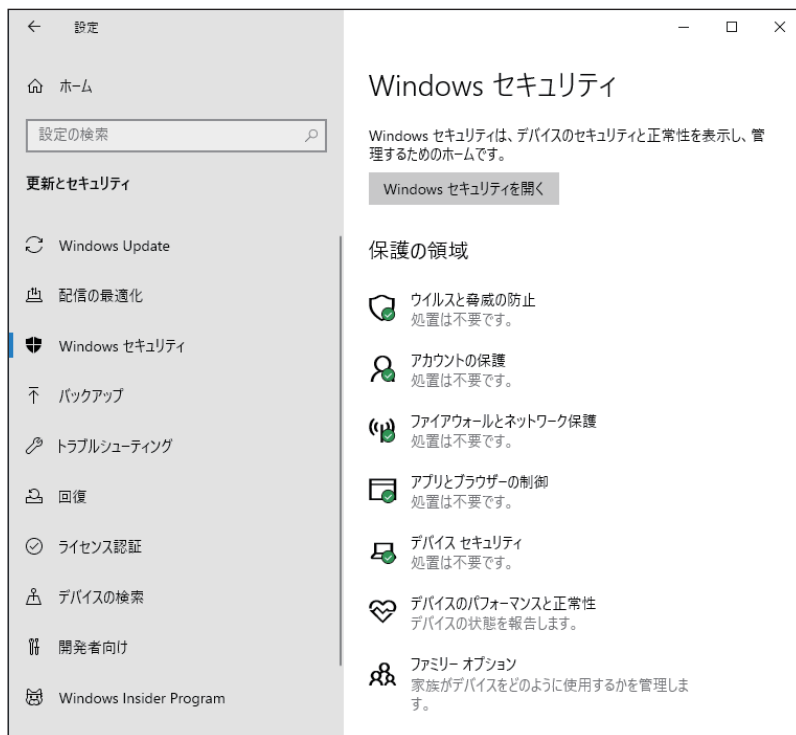 設定
ホーム
設定の検索
更新とセキュリティ
Windows Update
配信の最適化
Windows セキュリティ
バックアップ
トラブルシューティング
回復
ライセンス認証
デバイスの検索
開発者向け
Windows Insider Program
Windows セキュリティ
Windows セキュリティは、デバイスのセキュリティと正常性を表示し、管
理するためのホームです。
Windows セキュリティを開く
保護の領域
ウイルスと脅威の防止
処置は不要です。
アカウントの保護
処置は不要です。
ファイアウォールとネットワーク保護
処置は不要です。
アプリとブラウザーの制御
処置は不要です。
デバイス セキュリティ
処置は不要です。
デバイスのパフォーマンスと正常性
デバイスの状態を報告します。
ファミリー オプション
家族がデバイスをどのように使用するかを管理しま
す。